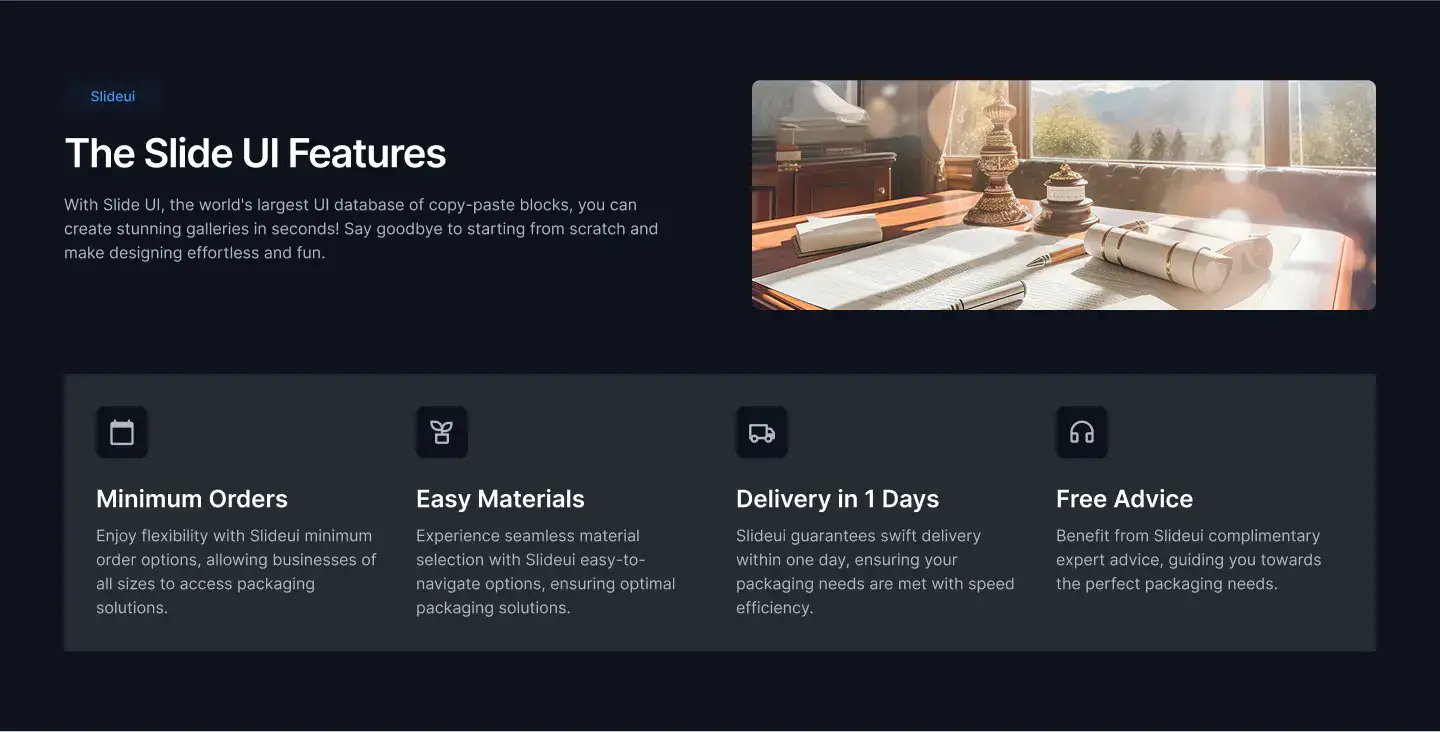 Slideui
The Slide UI Features
With Slide UI, the world's largest UI database of copy-paste blocks, you can
create stunning galleries in seconds! Say goodbye to starting from scratch and
make designing effortless and fun.
Minimum Orders
Enjoy flexibility with Slideui minimum
order options, allowing businesses of
all sizes to access packaging
solutions.
Easy Materials
Experience seamless material
selection with Slideui easy-to-
navigate options, ensuring optimal
packaging solutions.
Delivery in 1 Days
Slideui guarantees swift delivery
within one day, ensuring your
packaging needs are met with speed
efficiency.
Free Advice
Benefit from Slideui complimentary
expert advice, guiding you towards
the perfect packaging needs.